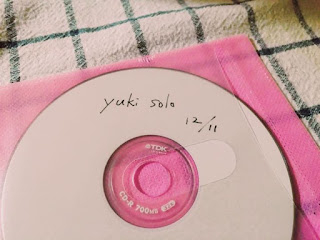 yuki solo
12/11
TDK
CD-R 700MB